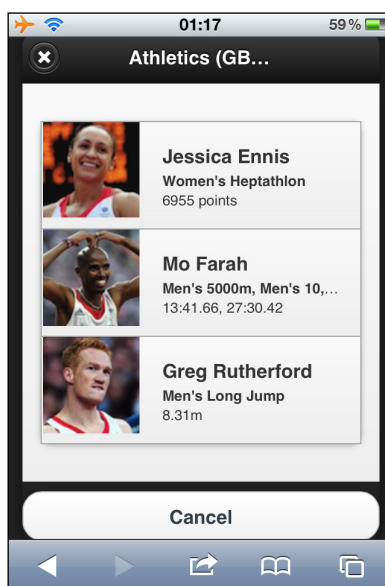 01:17
59%
Athletics (GB...
Jessica Ennis
Women's Heptathlon
6955 points
Mo Farah
Men's 5000m, Men's 10,...
13:41.66, 27:30.42
Greg Rutherford
Men's Long Jump
8.31m
Cancel